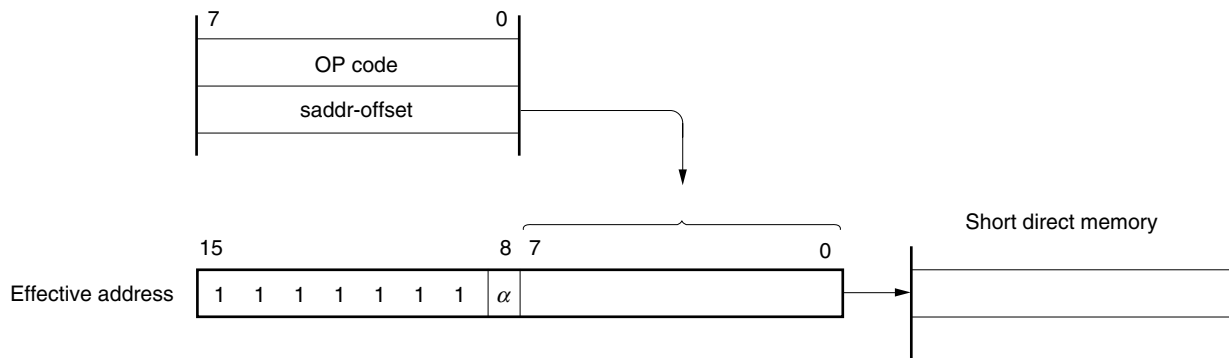 7 0
OP code
saddr-offset
Short direct memory
15 8 7 0
Effective address 1 1 1 1 1 1 1 α